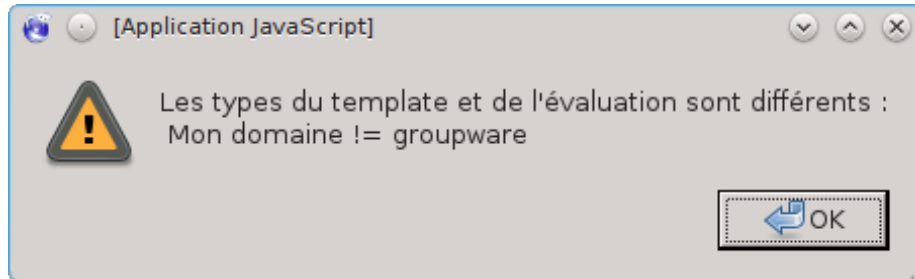 [Application JavaScript]
Les types du template et de l'évaluation sont différents :
Mon domaine != groupware
OK